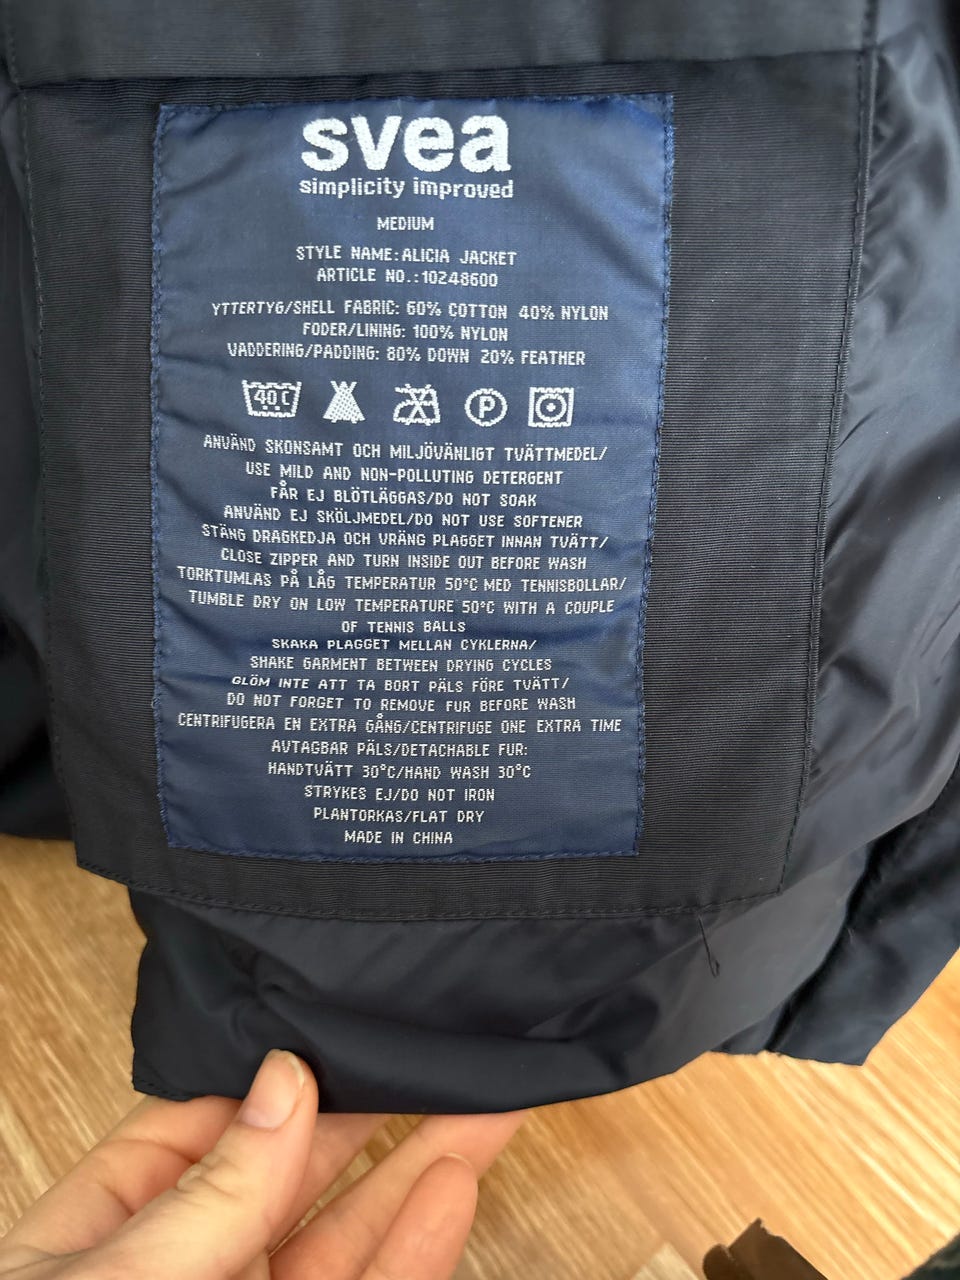 svea
simplicity improved
MEDIUM
STYLE NAME:ALICIA JACKET
ARTICLE NO.:10248600
YTTERTYG/SHELL FABRIC: 60% COTTON 40% NYLON
FODER/LINING: 100% NYLON
VADDERING/PADDING: 80% DOWN 20% FEATHER
40 C P
ANVÄND SKONSAMT OCH MILJÖVÄNLIGT TVÄTTMEDEL/
USE MILD AND NON-POLLUTING DETERGENT
FÅR EJ BLÖTLÄGGAS/DO NOT SOAK
ANVÄND EJ SKÖLJMEDEL/DO NOT USE SOFTENER
STÄNG DRAGKEDJA OCH VRÄNG PLAGGET INNAN TVÄTT/
CLOSE ZIPPER AND TURN INSIDE OUT BEFORE WASH
TORKTUMLAS PÅ LÅG TEMPERATUR 50°C MED TENNISBOLLAR/
TUMBLE DRY ON LOW TEMPERATURE 50°C WITH A COUPLE
OF TENNIS BALLS
SKAKA PLAGGET MELLAN CYKLERNA/
SHAKE GARMENT BETWEEN DRYING CYCLES
GLÖM INTE ATT TA BORT PÄLS FÖRE TVÄTT/
DO NOT FORGET TO REMOVE FUR BEFORE WASH
CENTRIFUGERA EN EXTRA GÅNG/CENTRIFUGE ONE EXTRA TIME
AVTAGBAR PÄLS/DETACHABLE FUR:
HANDTVÄTT 30°C/HAND WASH 30°C
STRYKES EJ/DO NOT IRON
PLANTORKAS/FLAT DRY
MADE IN CHINA